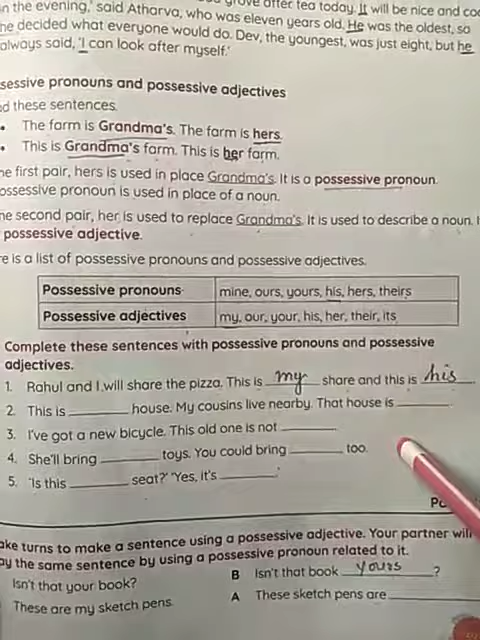 n the evening,' said Atharva, who was eleven years old. He was the oldest, so
he decided what everyone would do. Dev, the youngest, was just eight, but he
always said, 'I can look after myself.'
sessive pronouns and possessive adjectives
d these sentences.
• The farm is Grandma's. The farm is hers.
• This is Grandma's farm. This is her farm.
he first pair, hers is used in place Grandma's. It is a possessive pronoun.
ossessive pronoun is used in place of a noun.
he second pair, her is used to replace Grandma's. It is used to describe a noun. I
possessive adjective.
re is a list of possessive pronouns and possessive adjectives.
Possessive pronouns mine, ours, yours, his, hers, theirs
Possessive adjectives my, our, your, his, her, their, its
Complete these sentences with possessive pronouns and possessive
adjectives.
1. Rahul and I will share the pizza. This is my share and this is his.
2. This is ______ house. My cousins live nearby. That house is ______.
3. I've got a new bicycle. This old one is not ______.
4. She'll bring ______ toys. You could bring ______ too.
5. 'Is this ______ seat?' 'Yes, it's ______.'
ake turns to make a sentence using a possessive adjective. Your partner will
ay the same sentence by using a possessive pronoun related to it.
Isn't that your book? B Isn't that book yours?
These are my sketch pens. A These sketch pens are ______